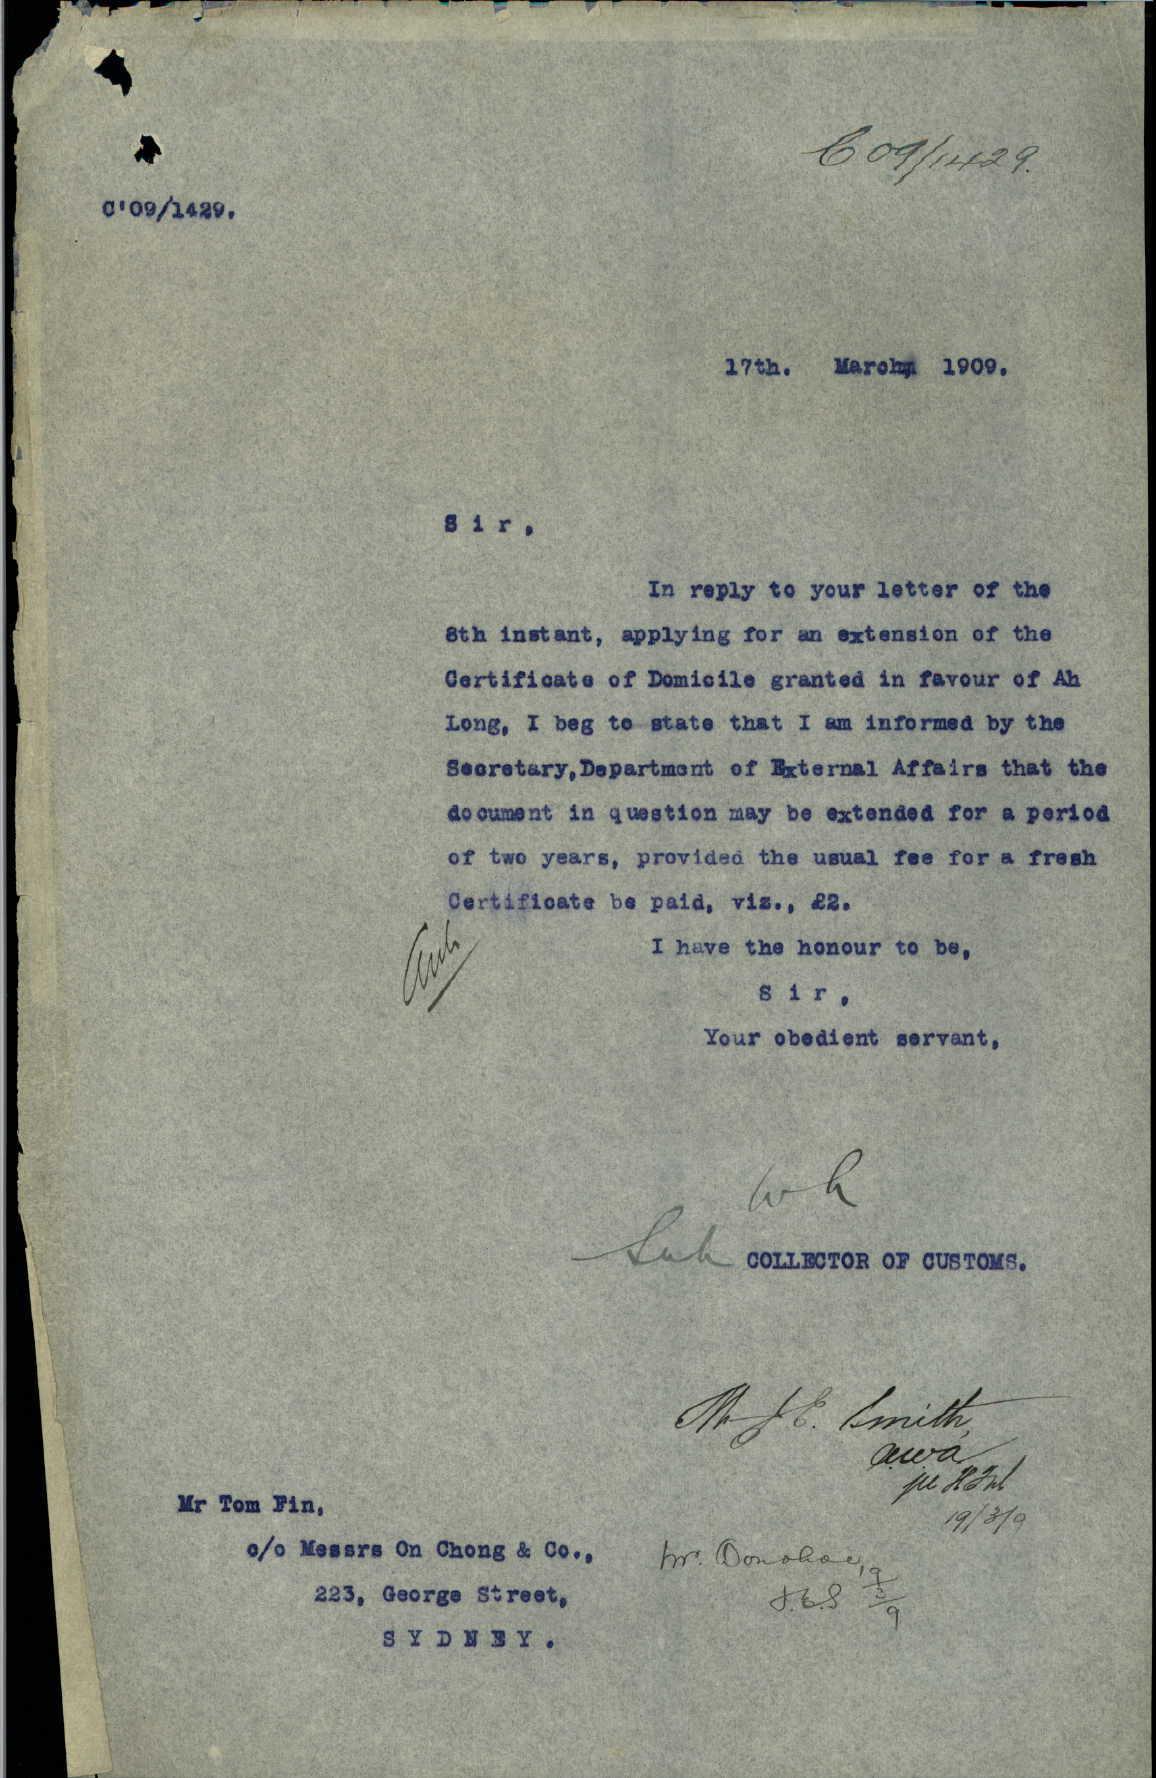 C 09/1429.
C'09/1429.
17th. March, 1909.
S i r ,
In reply to your letter of the
8th instant, applying for an extension of the
Certificate of Domicile granted in favour of Ah
Long, I beg to state that I am informed by the
Secretary,Department of External Affairs that the
document in question may be extended for a period
of two years, provided the usual fee for a fresh
Certificate be paid, viz., £2.
I have the honour to be,
S i r ,
Your obedient servant,
COLLECTOR OF CUSTOMS.
Mr J E. Smith,
19/3/9
Mr Tom Fin,
c/o Messrs On Chong & Co.,
223, George Street,
S Y D N E Y .
Mr. Donohoe,
J.E.S